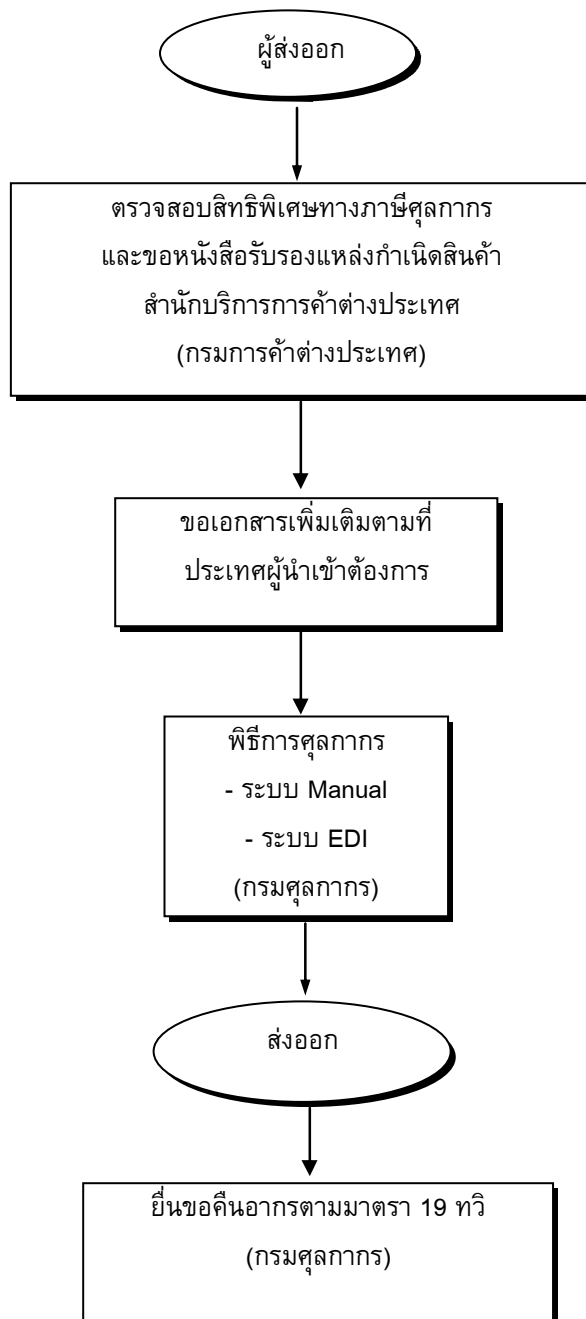 ผู้ส่งออก
ตรวจสอบสิทธิพิเศษทางภาษีศุลกากร
และขอหนังสือรับรองแหล่งกำเนิดสินค้า
สำนักบริการการค้าต่างประเทศ
(กรมการค้าต่างประเทศ)
ขอเอกสารเพิ่มเติมตามที่
ประเทศผู้นำเข้าต้องการ
พิธีการศุลกากร
- ระบบ Manual
- ระบบ EDI
(กรมศุลกากร)
ส่งออก
ยื่นขอคืนอากรตามมาตรา 19 ทวิ
(กรมศุลกากร)